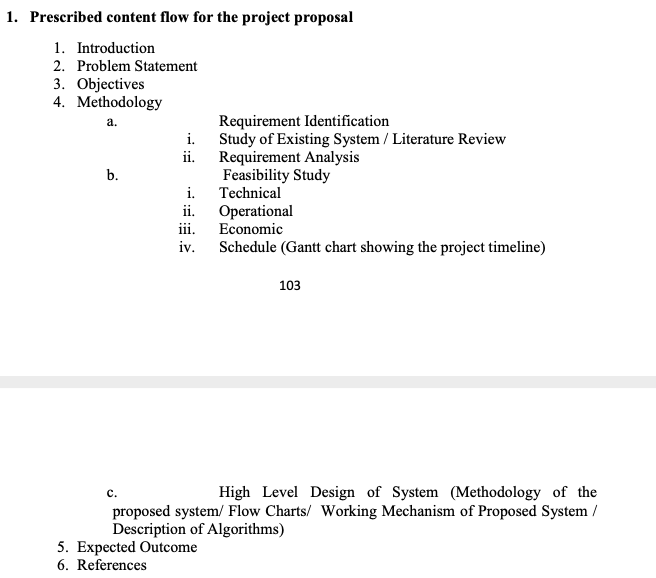 1. Prescribed content flow for the project proposal
1. Introduction
2. Problem Statement
3. Objectives
4. Methodology
a. Requirement Identification
i. Study of Existing System / Literature Review
ii. Requirement Analysis
b. Feasibility Study
i. Technical
ii. Operational
iii. Economic
iv. Schedule (Gantt chart showing the project timeline)
103
c. High Level Design of System (Methodology of the
proposed system/ Flow Charts/ Working Mechanism of Proposed System /
Description of Algorithms)
5. Expected Outcome
6. References